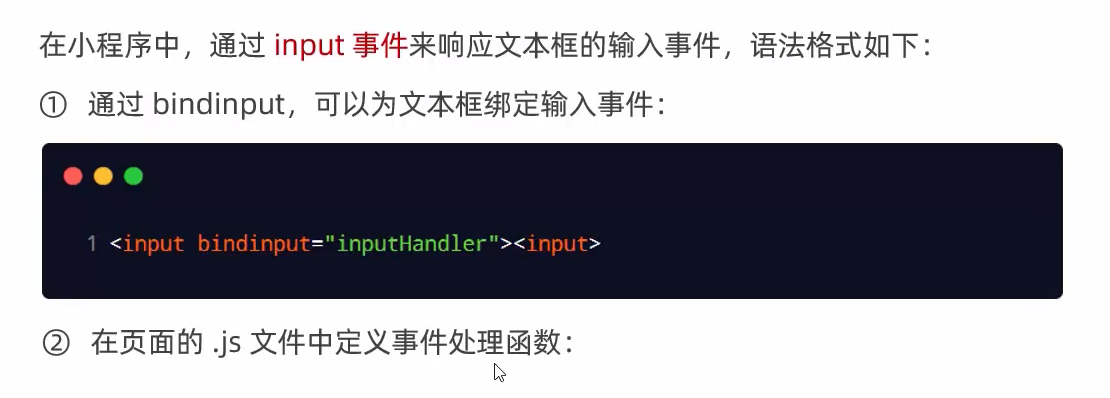 在小程序中，通过 input 事件来响应文本框的输入事件，语法格式如下：
① 通过 bindinput，可以为文本框绑定输入事件：
1 <input bindinput="inputHandler"><input>
② 在页面的 .js 文件中定义事件处理函数：